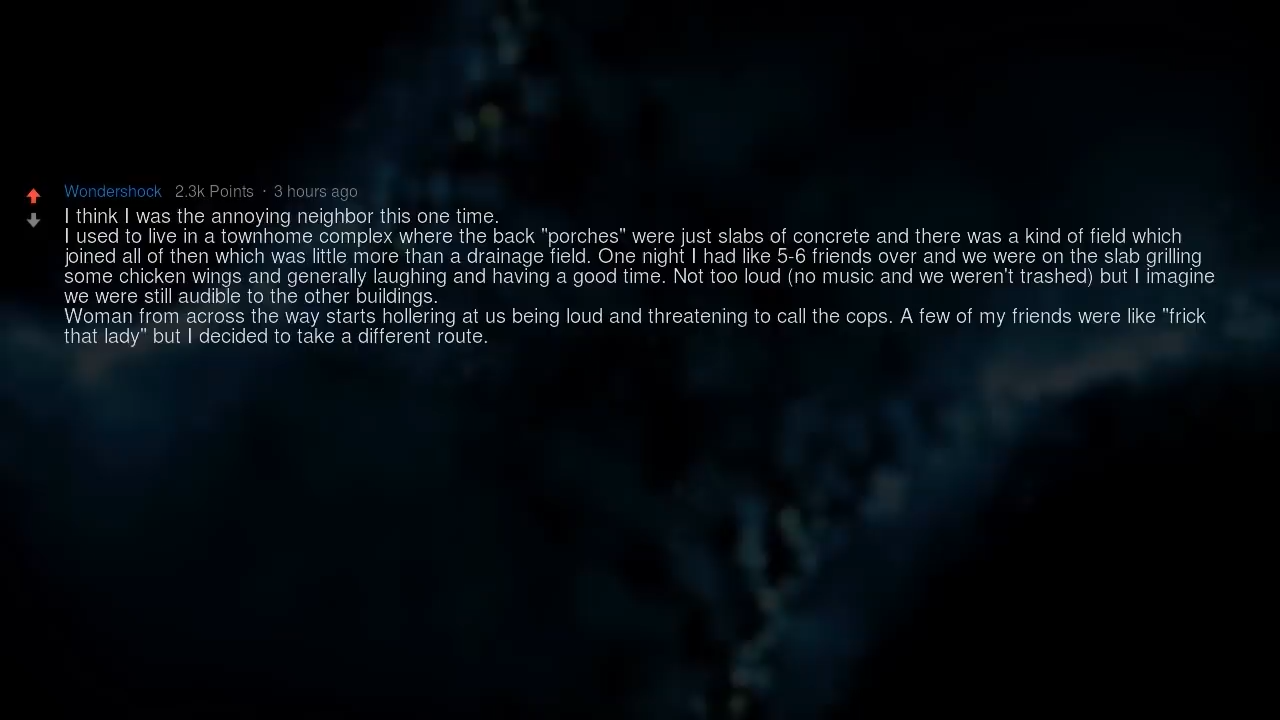 Wondershock 2.3k Points · 3 hours ago
I think I was the annoying neighbor this one time.
I used to live in a townhome complex where the back "porches" were just slabs of concrete and there was a kind of field which
joined all of then which was little more than a drainage field. One night I had like 5-6 friends over and we were on the slab grilling
some chicken wings and generally laughing and having a good time. Not too loud (no music and we weren't trashed) but I imagine
we were still audible to the other buildings.
Woman from across the way starts hollering at us being loud and threatening to call the cops. A few of my friends were like "frick
that lady" but I decided to take a different route.